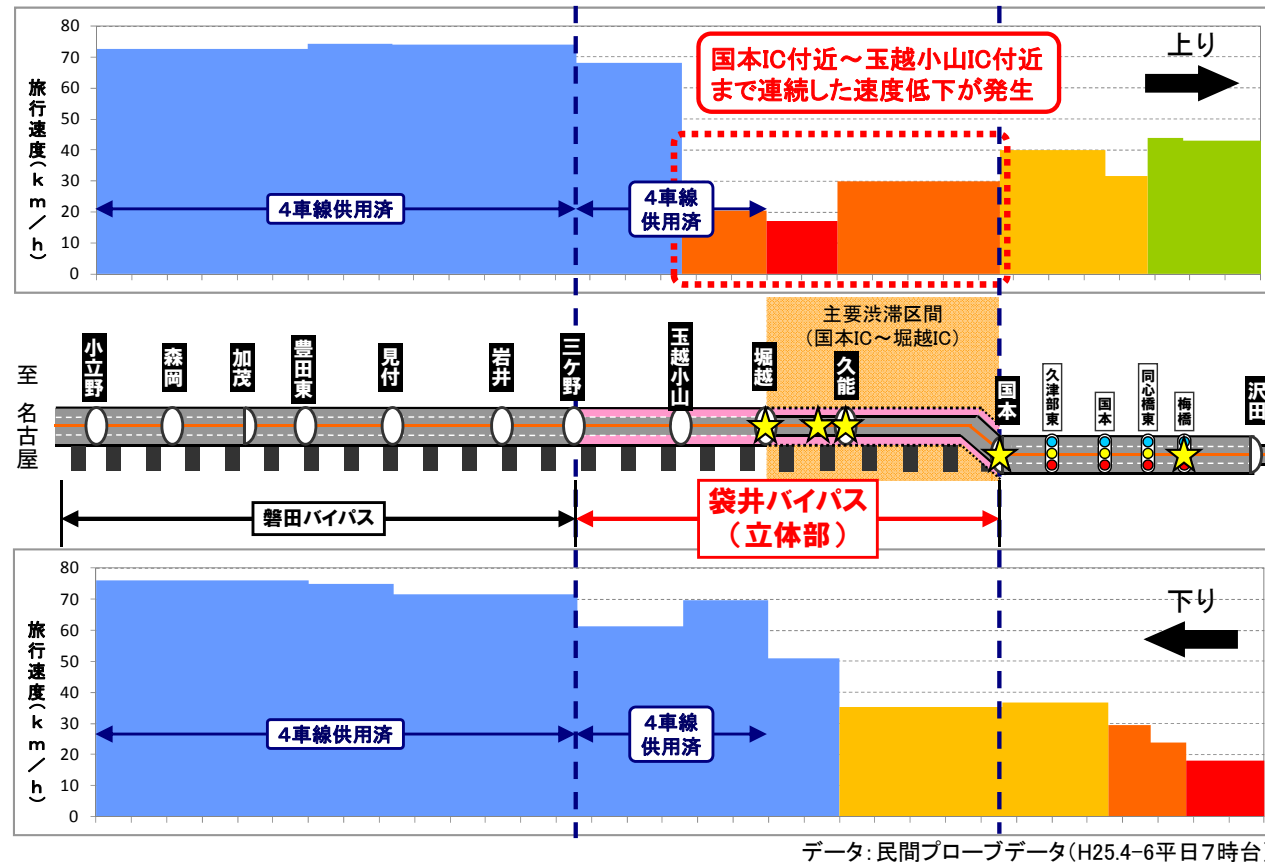 80
70
60
50
40
30
20
10
0
旅行速度(km/h)
国本IC付近～玉越小山IC付近
まで連続した速度低下が発生
上り
4車線供用済
4車線
供用済
主要渋滞区間
(国本IC～堀越IC)
至 名古屋
小立野
森岡
加茂
豊田東
見付
岩井
三ケ野
玉越小山
堀越
久能
国本
久津部東
国本
同心橋東
梅橋
沢田
磐田バイパス
袋井バイパス
(立体部)
80
70
60
50
40
30
20
10
0
旅行速度(km/h)
下り
4車線供用済
4車線
供用済
データ:民間プローブデータ(H25.4-6平日7時台)